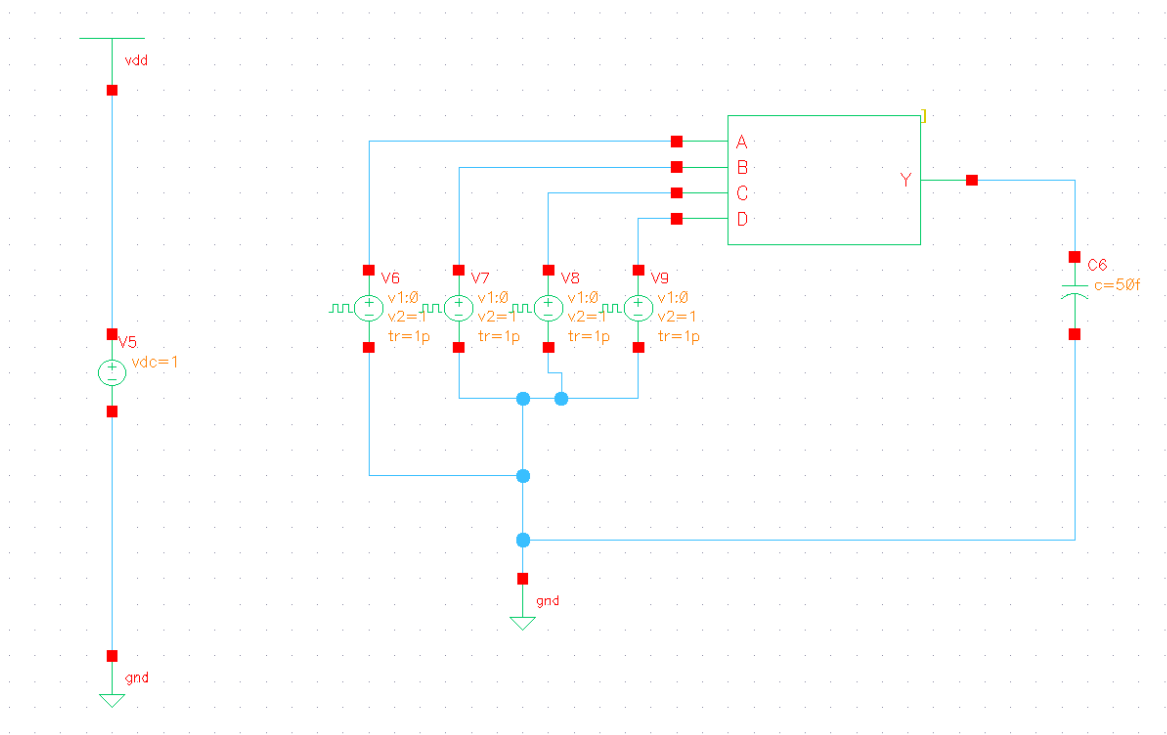 vdd
V5
vdc=1
gnd
A
B
C
D
Y
V6
v1:0
v2=1
tr=1p
V7
v1:0
v2=1
tr=1p
V8
v1:0
v2=1
tr=1p
V9
v1:0
v2=1
tr=1p
C6
c=50f
gnd